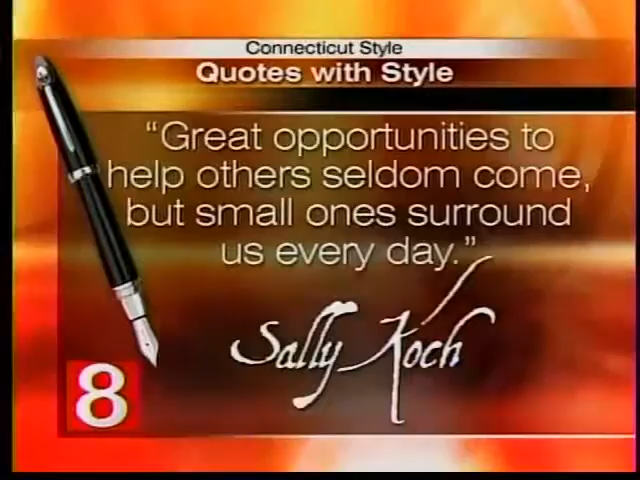 Connecticut Style
Quotes with Style
“Great opportunities to
help others seldom come,
but small ones surround
us every day.”
Sally Koch
8